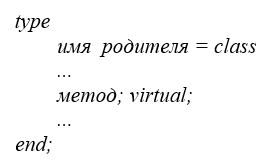 type
имя родителя = class
...
метод; virtual;
...
end;